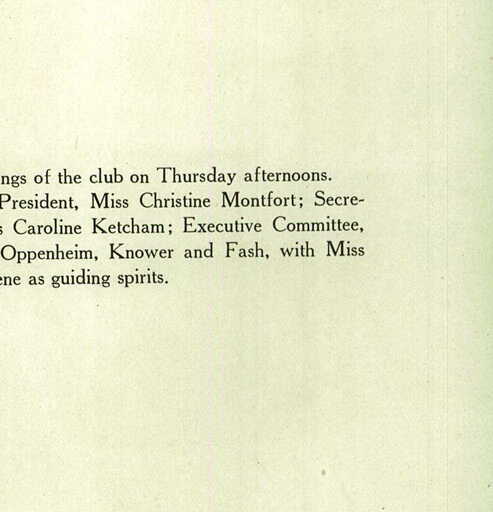 ngs of the club on Thursday afternoons.
President, Miss Christine Montfort; Secre-
s Caroline Ketcham; Executive Committee,
Oppenheim, Knower and Fash, with Miss
ene as guiding spirits.